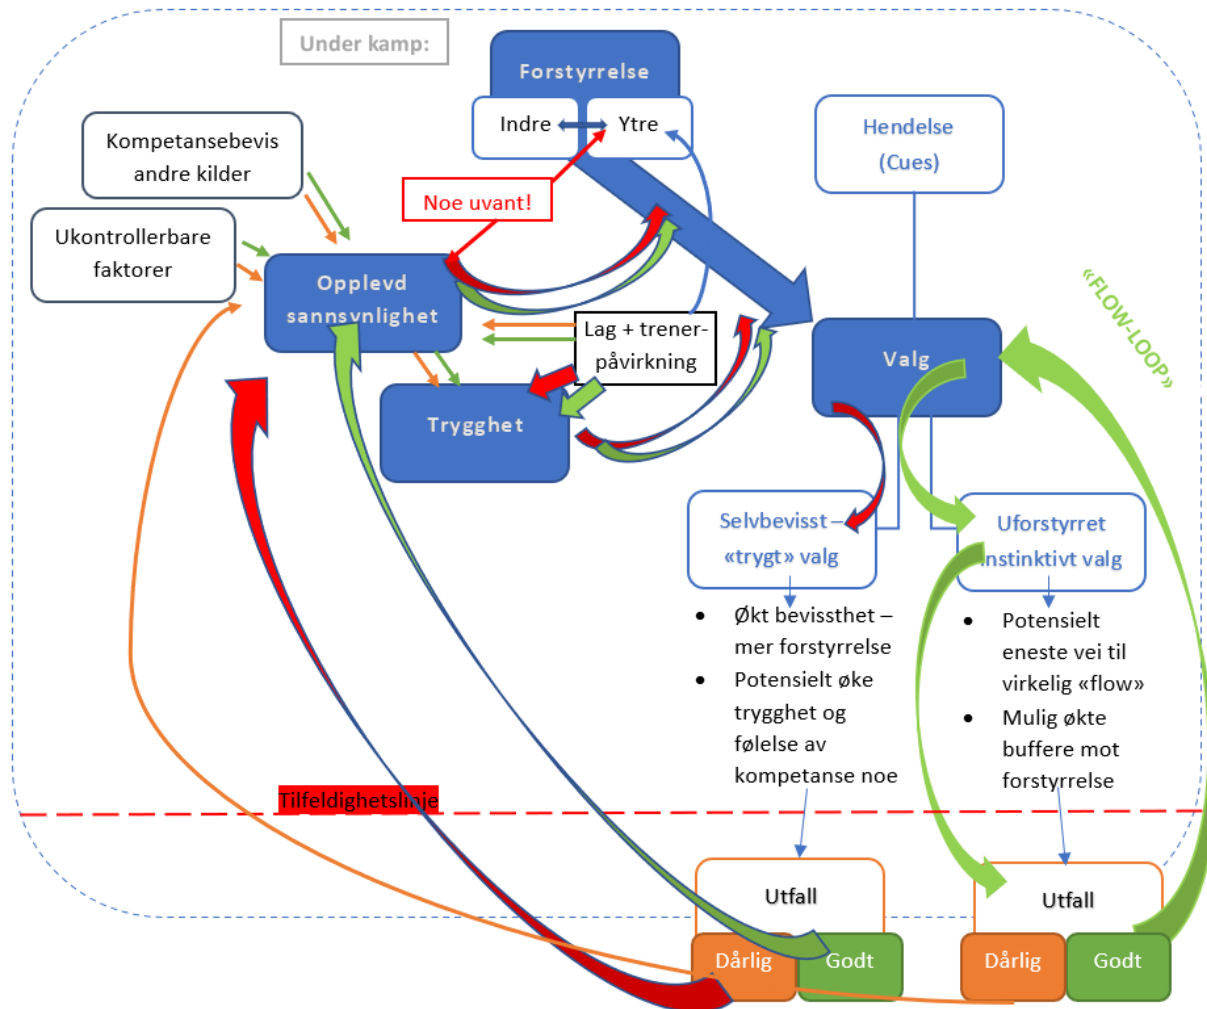 Under kamp:
Forstyrrelse
Indre
Ytre
Hendelse
(Cues)
Kompetansebevis
andre kilder
Noe uvant!
Ukontrollerbare
faktorer
Opplevd
sannsynlighet
Lag + trener-
påvirkning
Trygghet
Valg
«FLOW-LOOP»
Selvbevisst –
«trygt» valg
Uforstyrret
instinktivt valg
• Økt bevissthet –
mer forstyrrelse
• Potensielt øke
trygghet og
følelse av
kompetanse noe
• Potensielt
eneste vei til
virkelig «flow»
• Mulig økte
buffere mot
forstyrrelse
Tilfeldighetslinje
Utfall
Dårlig
Godt
Utfall
Dårlig
Godt